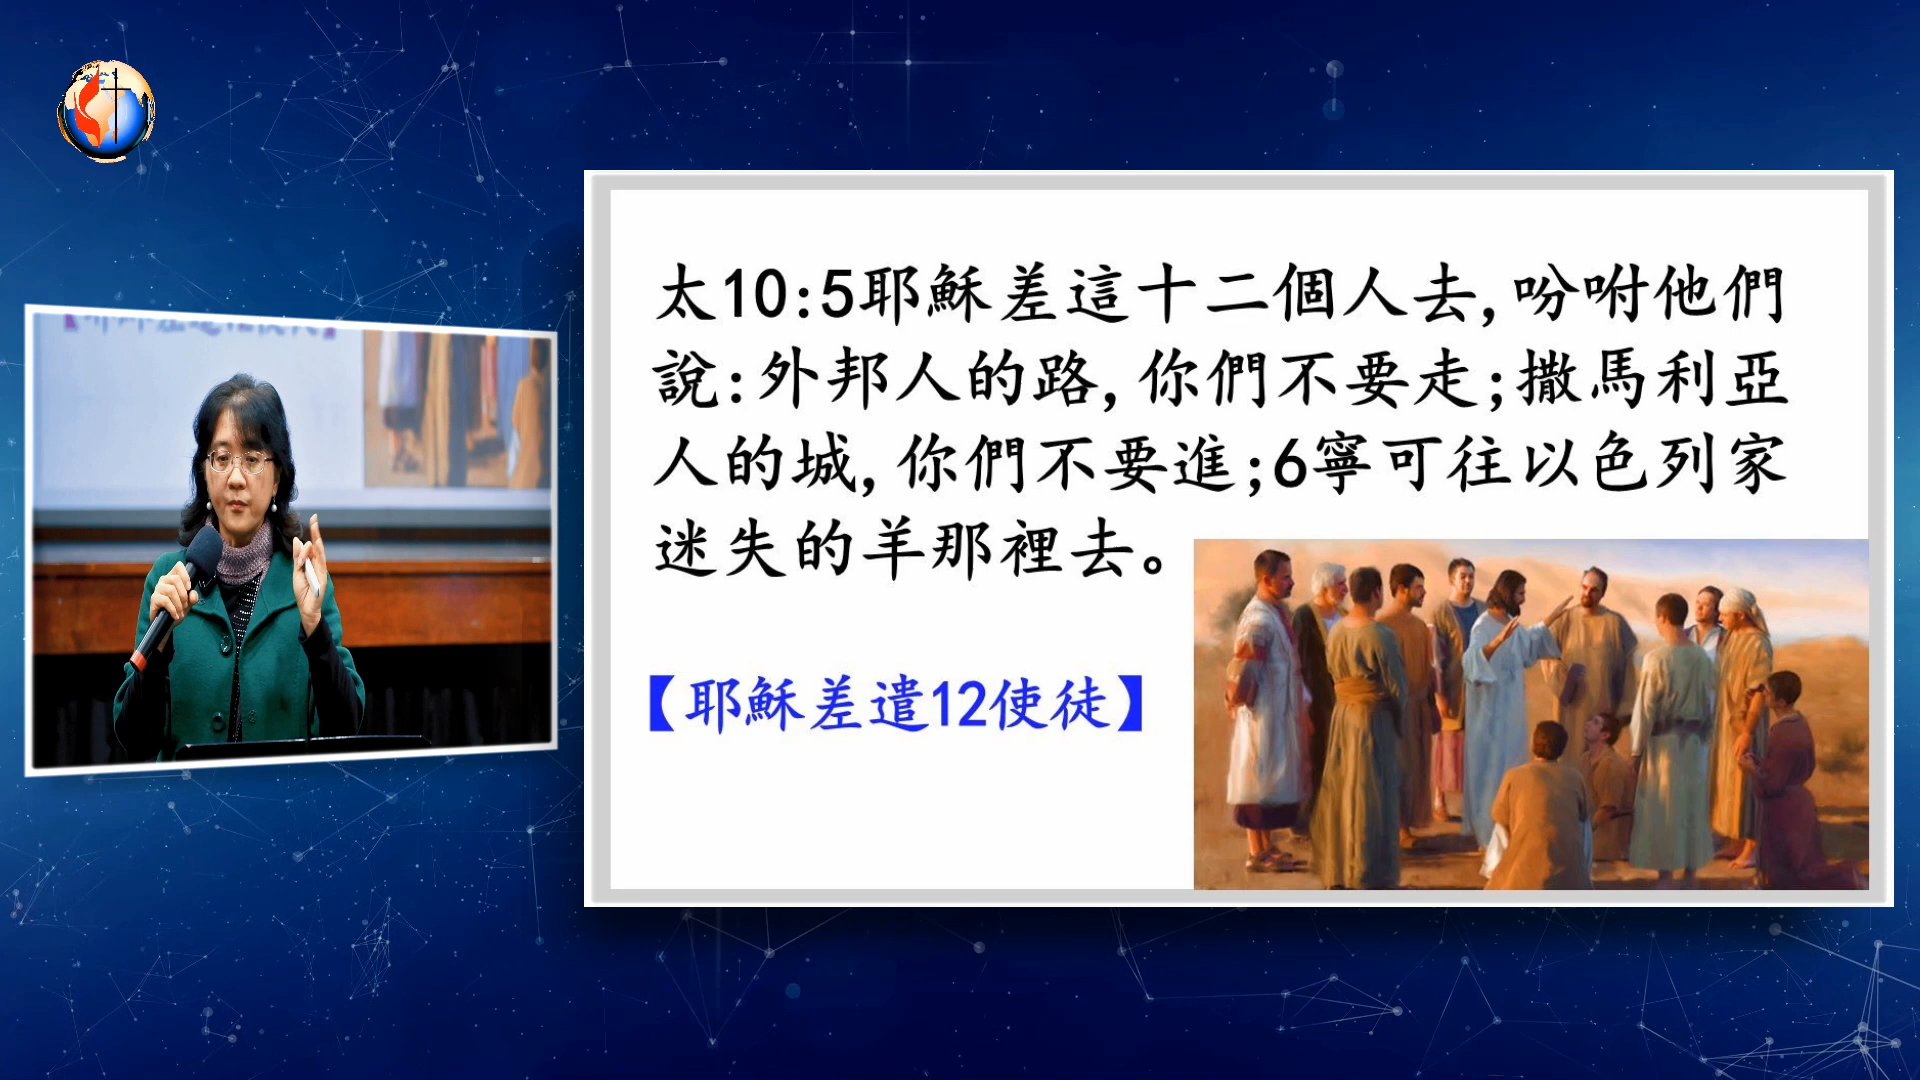 太10:5耶穌差這十二個人去,吩咐他們
說:外邦人的路,你們不要走;撒馬利亞
人的城,你們不要進;6寧可往以色列家
迷失的羊那裡去。
【耶穌差遣12使徒】